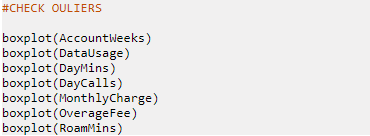 #CHECK OULIERS
boxplot(AccountWeeks)
boxplot(DataUsage)
boxplot(DayMins)
boxplot(DayCalls)
boxplot(MonthlyCharge)
boxplot(OverageFee)
boxplot(RoamMins)